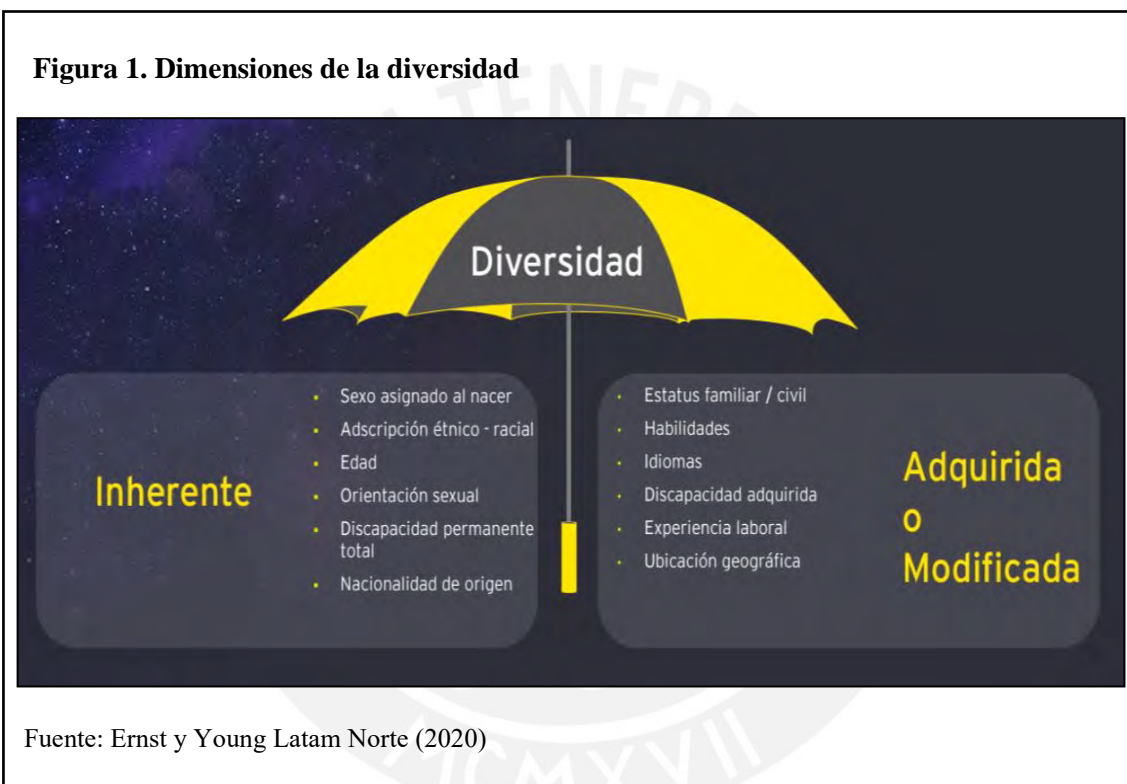 Figura 1. Dimensiones de la diversidad
Diversidad
Inherente
• Sexo asignado al nacer
• Adscripción étnico - racial
• Edad
• Orientación sexual
• Discapacidad permanente
total
• Nacionalidad de origen
• Estatus familiar / civil
• Habilidades
• Idiomas
• Discapacidad adquirida
• Experiencia laboral
• Ubicación geográfica
Adquirida
o
Modificada
Fuente: Ernst y Young Latam Norte (2020)
MCMXVII